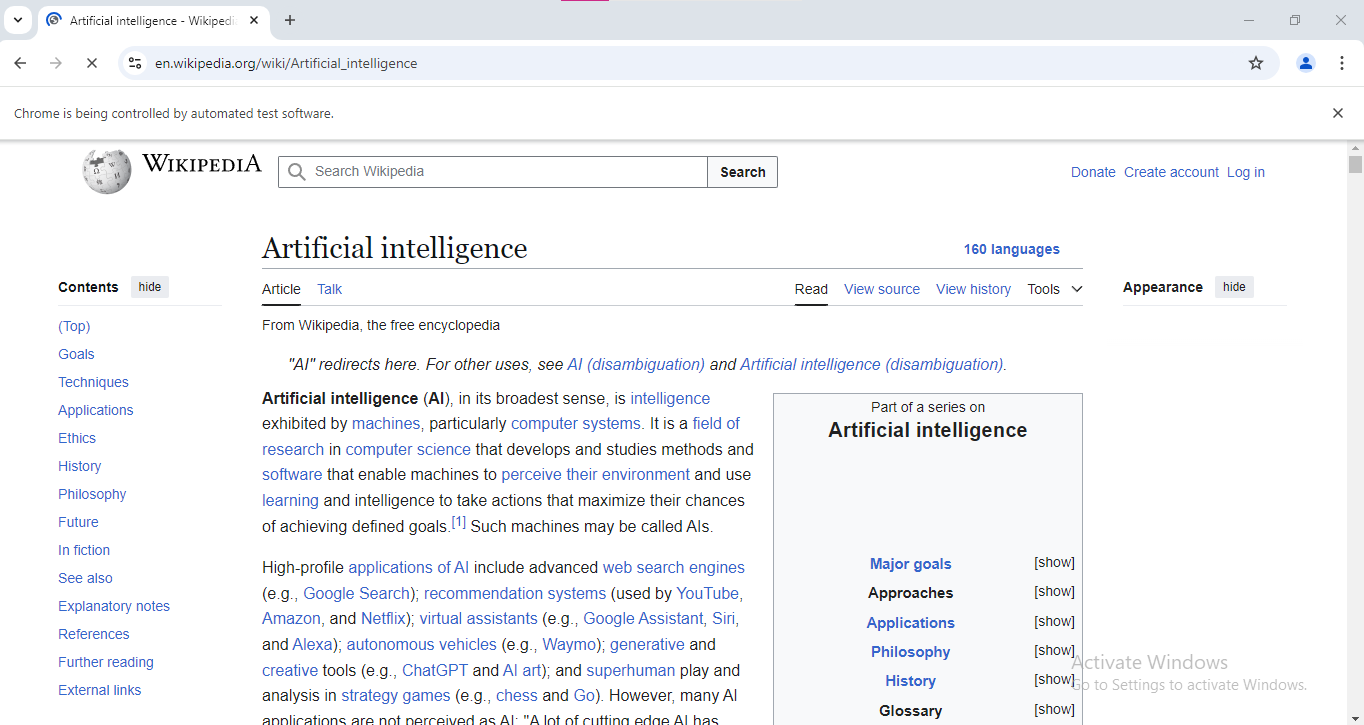 Artificial intelligence - Wikipedi
en.wikipedia.org/wiki/Artificial_intelligence
Chrome is being controlled by automated test software.
WIKIPEDIA
Search Wikipedia
Search
Donate Create account Log in
Artificial intelligence
160 languages
Contents hide
Article Talk
Read View source View history Tools
Appearance hide
(Top)
Goals
Techniques
Applications
Ethics
History
Philosophy
Future
In fiction
See also
Explanatory notes
References
Further reading
External links
From Wikipedia, the free encyclopedia
"AI" redirects here. For other uses, see AI (disambiguation) and Artificial intelligence (disambiguation).
Artificial intelligence (AI), in its broadest sense, is intelligence
exhibited by machines, particularly computer systems. It is a field of
research in computer science that develops and studies methods and
software that enable machines to perceive their environment and use
learning and intelligence to take actions that maximize their chances
of achieving defined goals.[1] Such machines may be called AIs.
High-profile applications of AI include advanced web search engines
(e.g., Google Search); recommendation systems (used by YouTube,
Amazon, and Netflix); virtual assistants (e.g., Google Assistant, Siri,
and Alexa); autonomous vehicles (e.g., Waymo); generative and
creative tools (e.g., ChatGPT and AI art); and superhuman play and
analysis in strategy games (e.g., chess and Go). However, many AI
applications are not perceived as AI: "A lot of cutting edge AI has
Part of a series on
Artificial intelligence
Major goals [show]
Approaches [show]
Applications [show]
Philosophy [show]
History [show]
Glossary [show]
Activate Windows
Go to Settings to activate Windows.